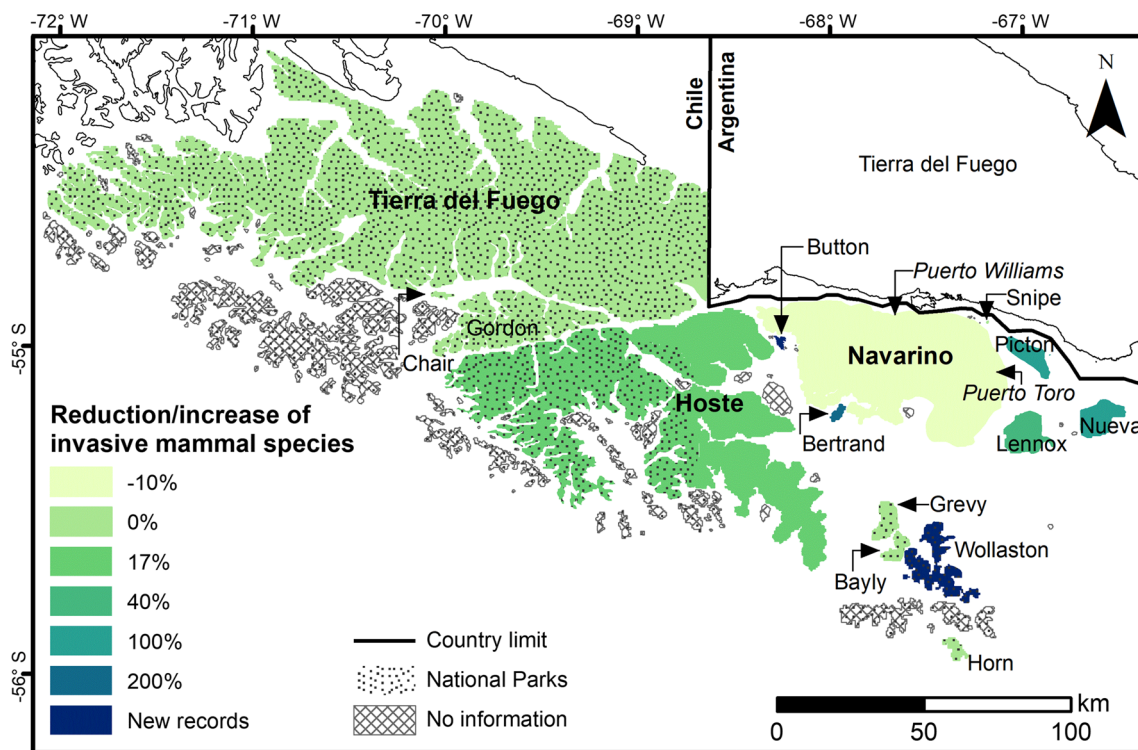 -72° W
-71° W
-70° W
-69° W
-68° W
-67° W
N
Chile
Argentina
Tierra del Fuego
Tierra del Fuego
Button
Puerto Williams
Snipe
Gordon
-55° S
Picton
Navarino
Chair
Puerto Toro
Hoste
Nueva
Bertrand
Lennox
Reduction/increase of
invasive mammal species
-10%
0%
17%
40%
100%
200%
New records
Grevy
Wollaston
Bayly
Country limit
National Parks
No information
Horn
-56° S
km
0
50
100